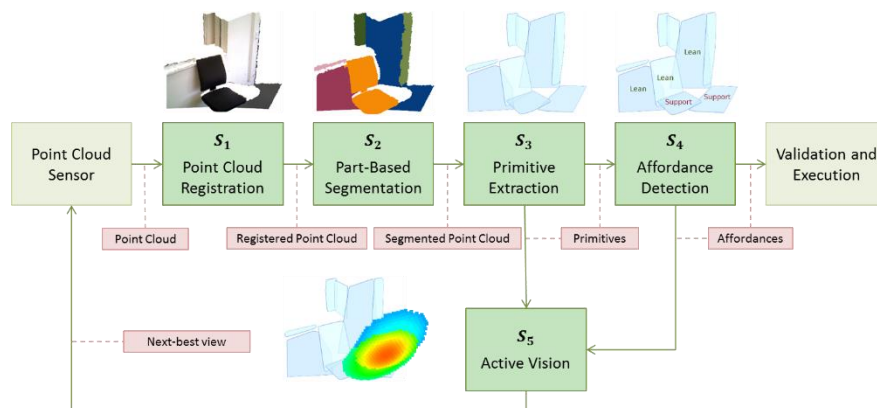 Lean
Lean
Lean
Support
Support
Point Cloud
Sensor
S₁
Point Cloud
Registration
S₂
Part-Based
Segmentation
S₃
Primitive
Extraction
S₄
Affordance
Detection
Validation and
Execution
Point Cloud
Registered Point Cloud
Segmented Point Cloud
Primitives
Affordances
Next-best view
S₅
Active Vision